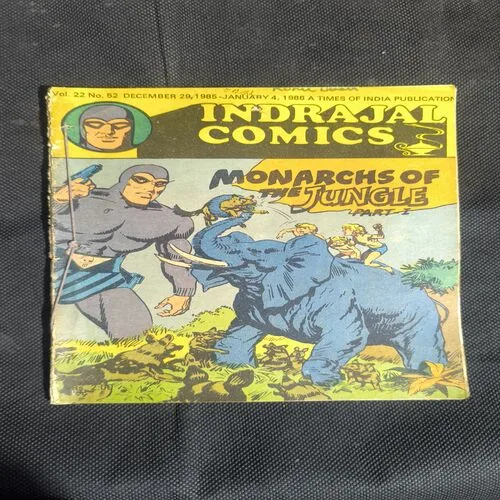 Vol. 22 No. 52 DECEMBER 29, 1985-JANUARY 4, 1986 A TIMES OF INDIA PUBLICATION
INDRAJAL
COMICS
MONARCHS OF
THE JUNGLE
PART-I